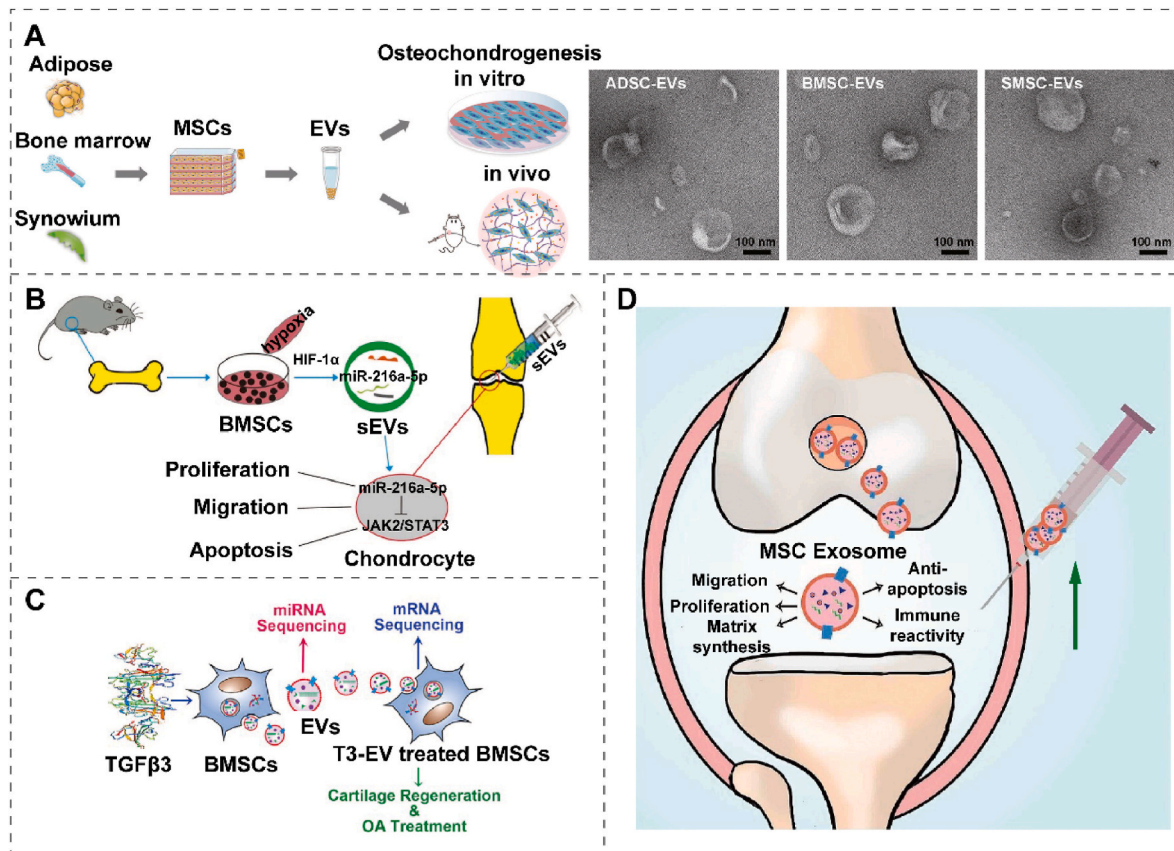 A
Adipose
Bone marrow
Synowium
MSCs
EVs
Osteochondrogenesis
in vitro
in vivo
ADSC-EVs
100 nm
BMSC-EVs
100 nm
SMSC-EVs
100 nm
B
hypoxia
HIF-1α
BMSCs
miR-216a-5p
sEVs
sEVs
Proliferation
Migration
Apoptosis
miR-216a-5p
JAK2/STAT3
Chondrocyte
C
miRNA
Sequencing
mRNA
Sequencing
TGFβ3
BMSCs
EVs
T3-EV treated BMSCs
Cartilage Regeneration
&
OA Treatment
D
MSC Exosome
Migration
Proliferation
Matrix
synthesis
Anti-
apoptosis
Immune
reactivity